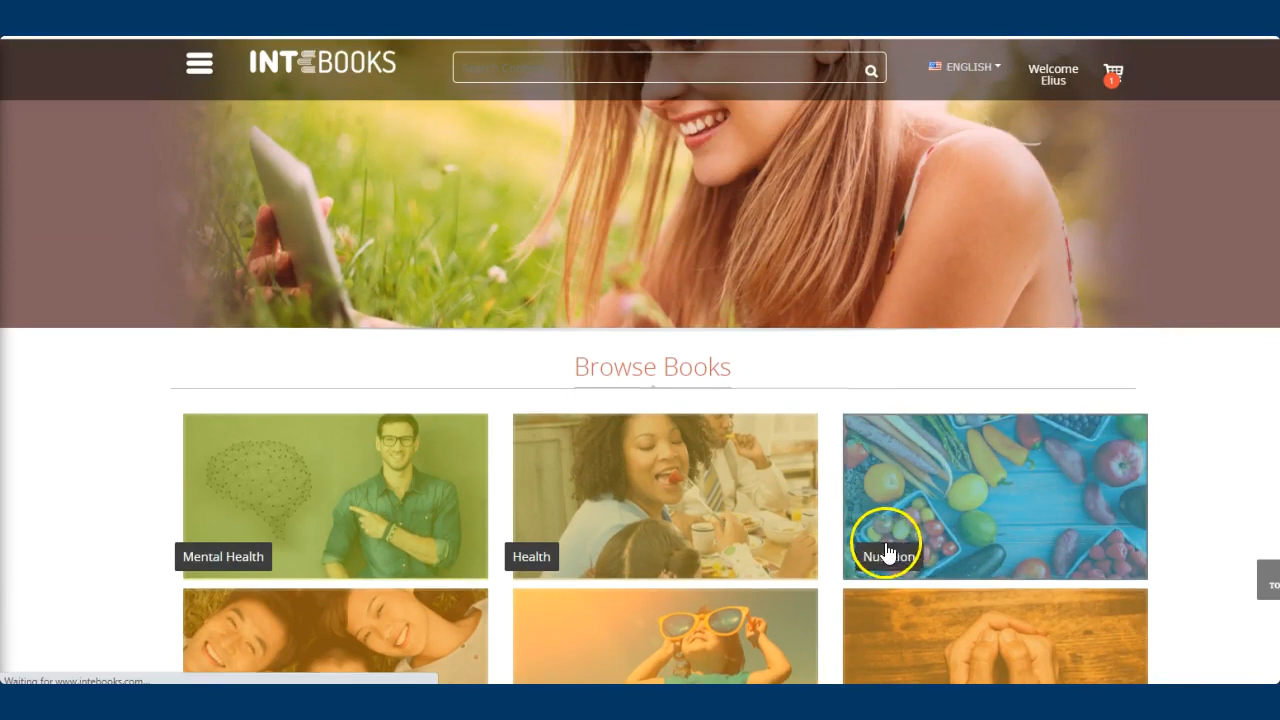 INTEBOOKS
ENGLISH
Welcome
Elius
1
Browse Books
Mental Health
Health
Waiting for www.intebooks.com...